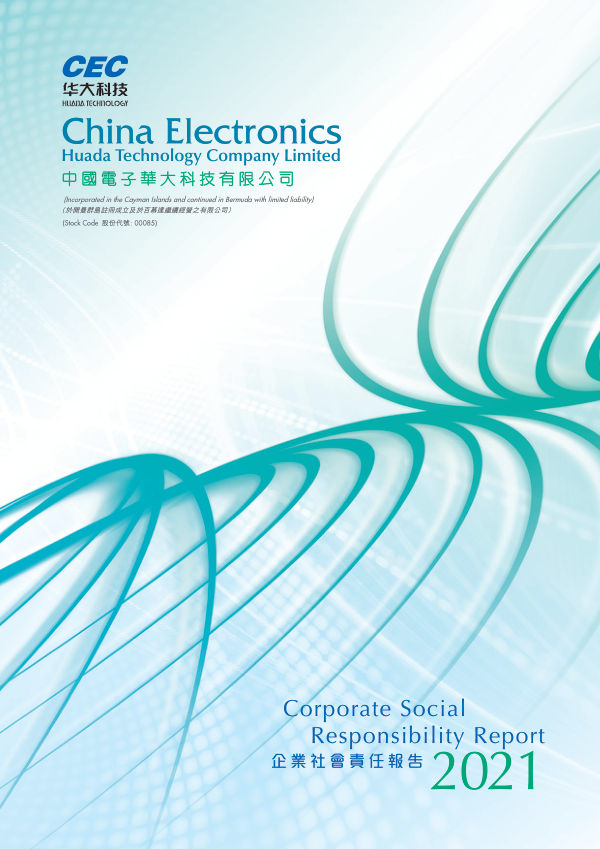 CEC
华大科技
HUADA TECHNOLOGY
China Electronics
Huada Technology Company Limited
中國電子華大科技有限公司
(Incorporated in the Cayman Islands and continued in Bermuda with limited liability)
（於開曼群島註冊成立及於百慕達繼續經營之有限公司）
(Stock Code 股份代號: 00085)
Corporate Social
Responsibility Report
企業社會責任報告 2021